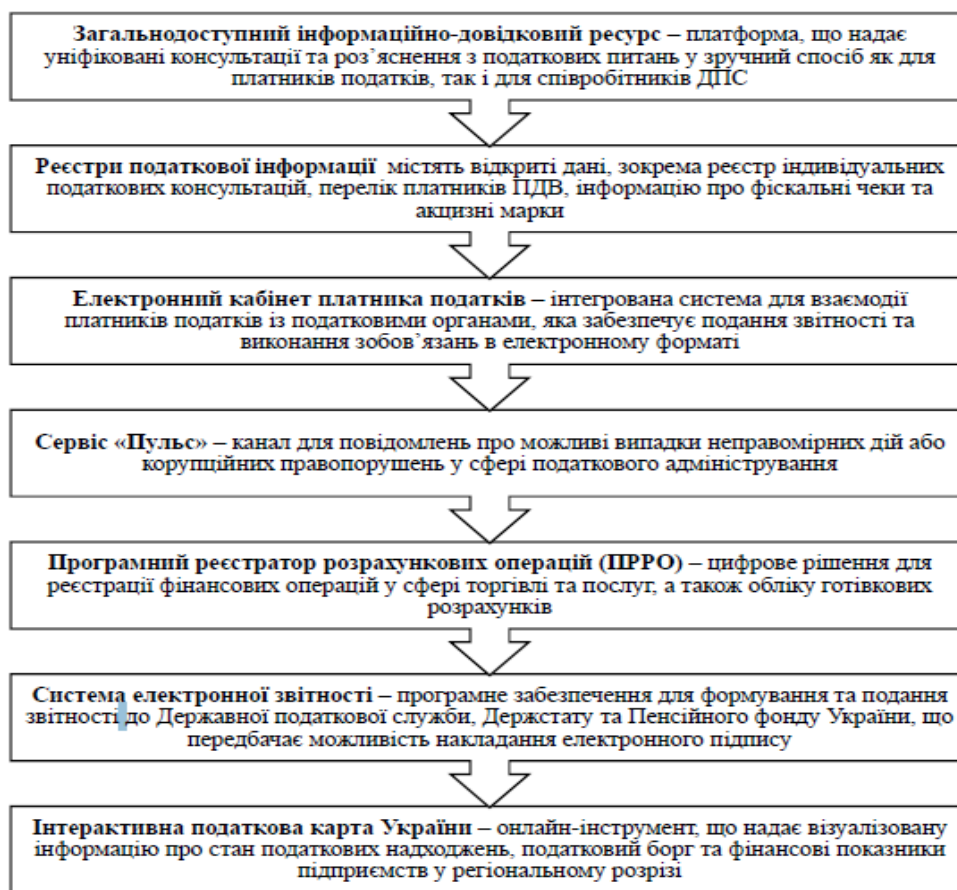 Загальнодоступний інформаційно-довідковий ресурс – платформа, що надає
уніфіковані консультації та роз’яснення з податкових питань у зручний спосіб як для
платників податків, так і для співробітників ДПС
Реєстри податкової інформації містять відкриті дані, зокрема реєстр індивідуальних
податкових консультацій, перелік платників ПДВ, інформацію про фіскальні чеки та
акцизні марки
Електронний кабінет платника податків – інтегрована система для взаємодії
платників податків із податковими органами, яка забезпечує подання звітності та
виконання зобов’язань в електронному форматі
Сервіс «Пульс» – канал для повідомлень про можливі випадки неправомірних дій або
корупційних правопорушень у сфері податкового адміністрування
Програмний реєстратор розрахункових операцій (ПРРО) – цифрове рішення для
реєстрації фінансових операцій у сфері торгівлі та послуг, а також обліку готівкових
розрахунків
Система електронної звітності – програмне забезпечення для формування та подання
звітності до Державної податкової служби, Держстату та Пенсійного фонду України, що
передбачає можливість накладання електронного підпису
Інтерактивна податкова карта України – онлайн-інструмент, що надає візуалізовану
інформацію про стан податкових надходжень, податковий борг та фінансові показники
підприємств у регіональному розрізі